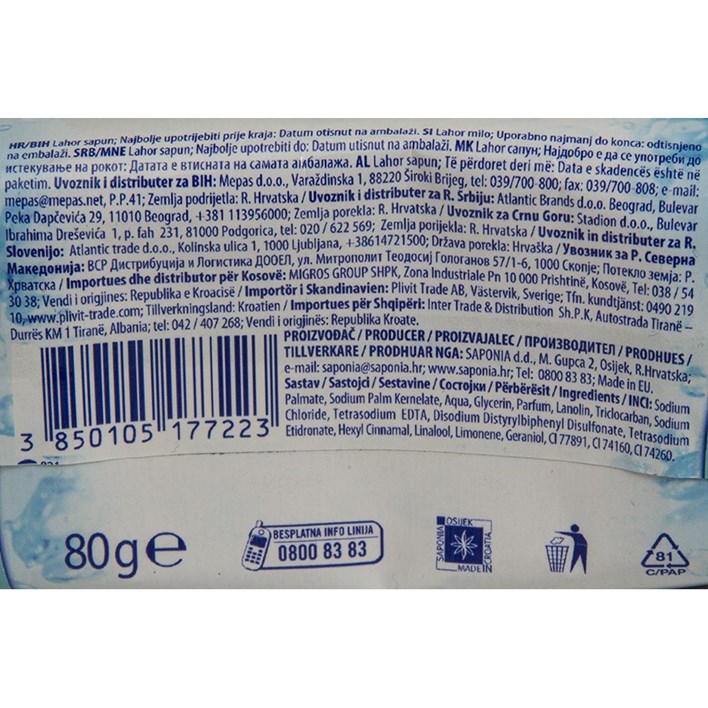 HR/BIH Lahor sapun; Najbolje upotrijebiti prije kraja: Datum otisnut na ambalaži. SI Lahor milo; Uporabno najmanj do konca: odtisnjeno
na embalaži. SRB/MNE Lahor sapun; Najbolje upotrebiti do: Datum otisnut na ambalaži. MK Lahor сапун; Најдобро е да се употреби до
истекување на рокот: Датата е втисната на самата амбалажа. AL Lahor sapun; Të përdoret deri më: Data e skadencës është në
paketim. Uvoznik i distributer za BIH: Mepas d.o.o., Varaždinska 1, 88220 Široki Brijeg, tel: 039/700-800; fax: 039/700-808; e-mail:
mepas@mepas.net, P.P.41; Zemlja podrijetla: R. Hrvatska / Uvoznik i distributer za R. Srbiju: Atlantic Brands d.o.o. Beograd, Bulevar
Peka Dapčevića 29, 11010 Beograd, +381 113956000; Zemlja porekla: R. Hrvatska / Uvoznik za Crnu Goru: Stadion d.o.o., Bulevar
Ibrahima Dreševića 1, p. fah 231, 81000 Podgorica, tel: 020 / 622 569; Zemlja porijekla: R. Hrvatska / Uvoznik in distributer za R.
Slovenijo: Atlantic trade d.o.o., Kolinska ulica 1, 1000 Ljubljana, +38614721500; Država porekla: Hrvaška / Увозник за Р. Северна
Македонија: ВСР Дистрибуција и Логистика ДООЕЛ, ул. Митрополит Теодосиј Гологанов 57/1-6, 1000 Скопје; Потекло земја: Р.
Хрватска / Importues dhe distributor për Kosovë: MIGROS GROUP SHPK, Zona Industriale Pn 10 000 Prishtinë, Kosovë, Tel: 038 / 54
30 38; Vendi i origjines: Republika e Kroacisë / Importör i Skandinavien: Plivit Trade AB, Västervik, Sverige; Tfn. kundtjänst: 0490 219
10, www.plivit-trade.com; Tillverkningsland: Kroatien / Importues per Shqipëri: Inter Trade & Distribution Sh.P.K, Autostrada Tiranë –
Durrës KM 1 Tiranë, Albania; tel: 042 / 407 268; Vendi i origjinës: Republika Kroate.
PROIZVOĐAČ / PRODUCER / PROIZVAJALEC / ПРОИЗВОДИТЕЛ / PRODHUES /
TILLVERKARE / PRODHUAR NGA: SAPONIA d.d., M. Gupca 2, Osijek, R.Hrvatska;
e-mail: saponia@saponia.hr; www.saponia.hr; Tel: 0800 83 83; Made in EU.
Sastav / Sastojci / Sestavine / Состојки / Përbërësit / Ingredients / INCI: Sodium
Palmate, Sodium Palm Kernelate, Aqua, Glycerin, Parfum, Lanolin, Triclocarban, Sodium
Chloride, Tetrasodium EDTA, Disodium Distyrylbiphenyl Disulfonate, Tetrasodium
Etidronate, Hexyl Cinnamal, Linalool, Limonene, Geraniol, CI 77891, CI 74160, CI 74260.
3 850105 177223
80g e
BESPLATNA INFO LINIJA
0800 83 83
SAPONIA
OSIJEK
CROATIA
MADE IN
81
C/PAP